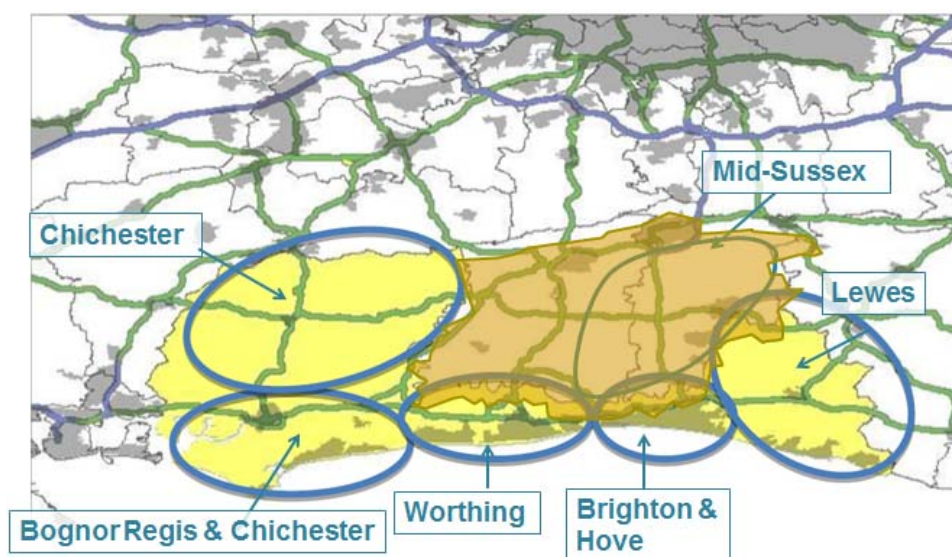 Mid-Sussex
Chichester
Lewes
Bognor Regis & Chichester
Worthing
Brighton &
Hove